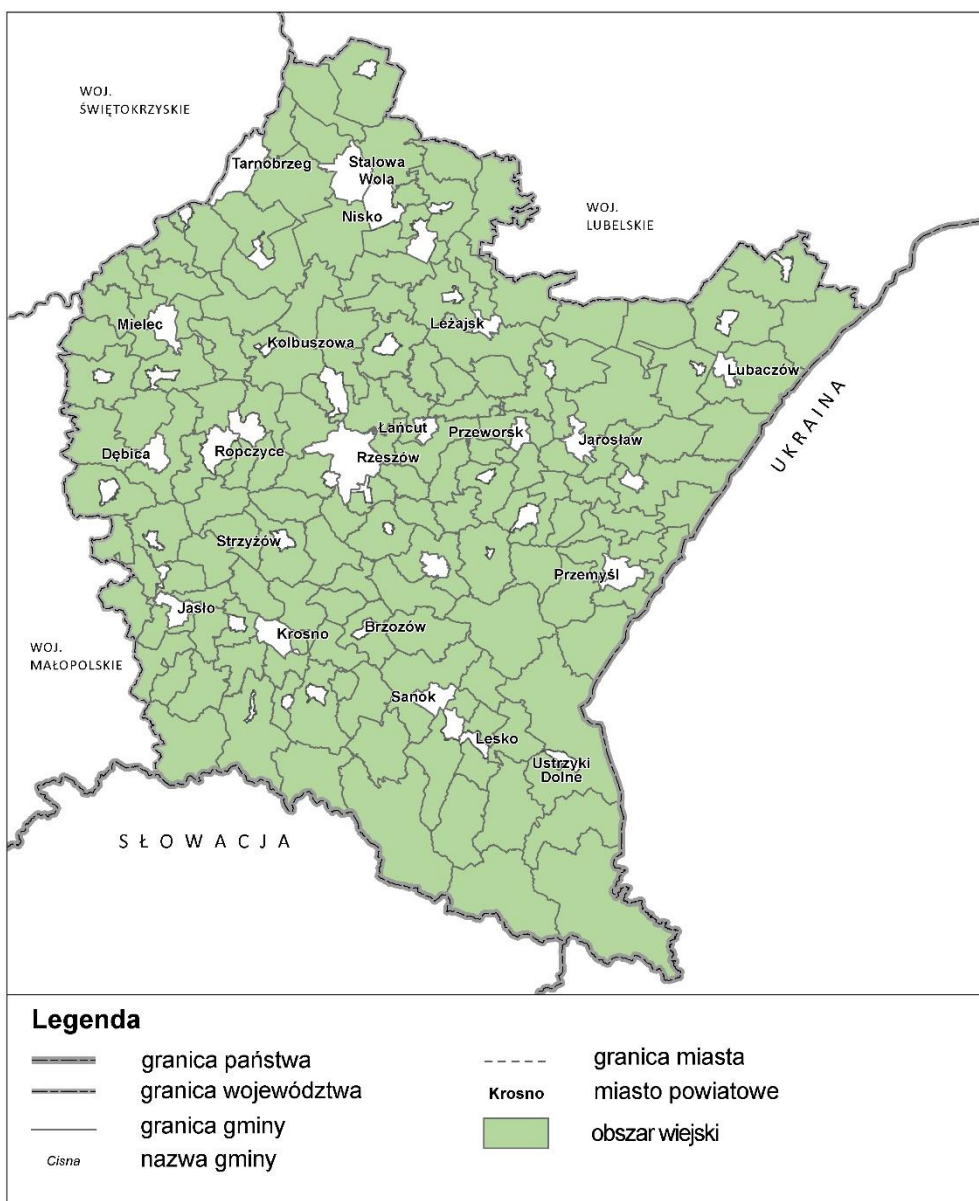 WOJ.
ŚWIĘTOKRZYSKIE
Tarnobrzeg
Stalowa
Wola
Nisko
WOJ.
LUBELSKIE
Mielec
Kolbuszowa
Leżajsk
Lubaczów
Łańcut
Przeworsk
Jarosław
Dębica
Ropczyce
Rzeszów
UKRAINA
Strzyżów
Przemyśl
Jasło
Krosno
Brzozów
WOJ.
MAŁOPOLSKIE
Sanok
Lesko
Ustrzyki
Dolne
SŁOWACJA
Legenda
granica państwa
granica województwa
granica gminy
Cisna nazwa gminy
granica miasta
Krosno miasto powiatowe
obszar wiejski